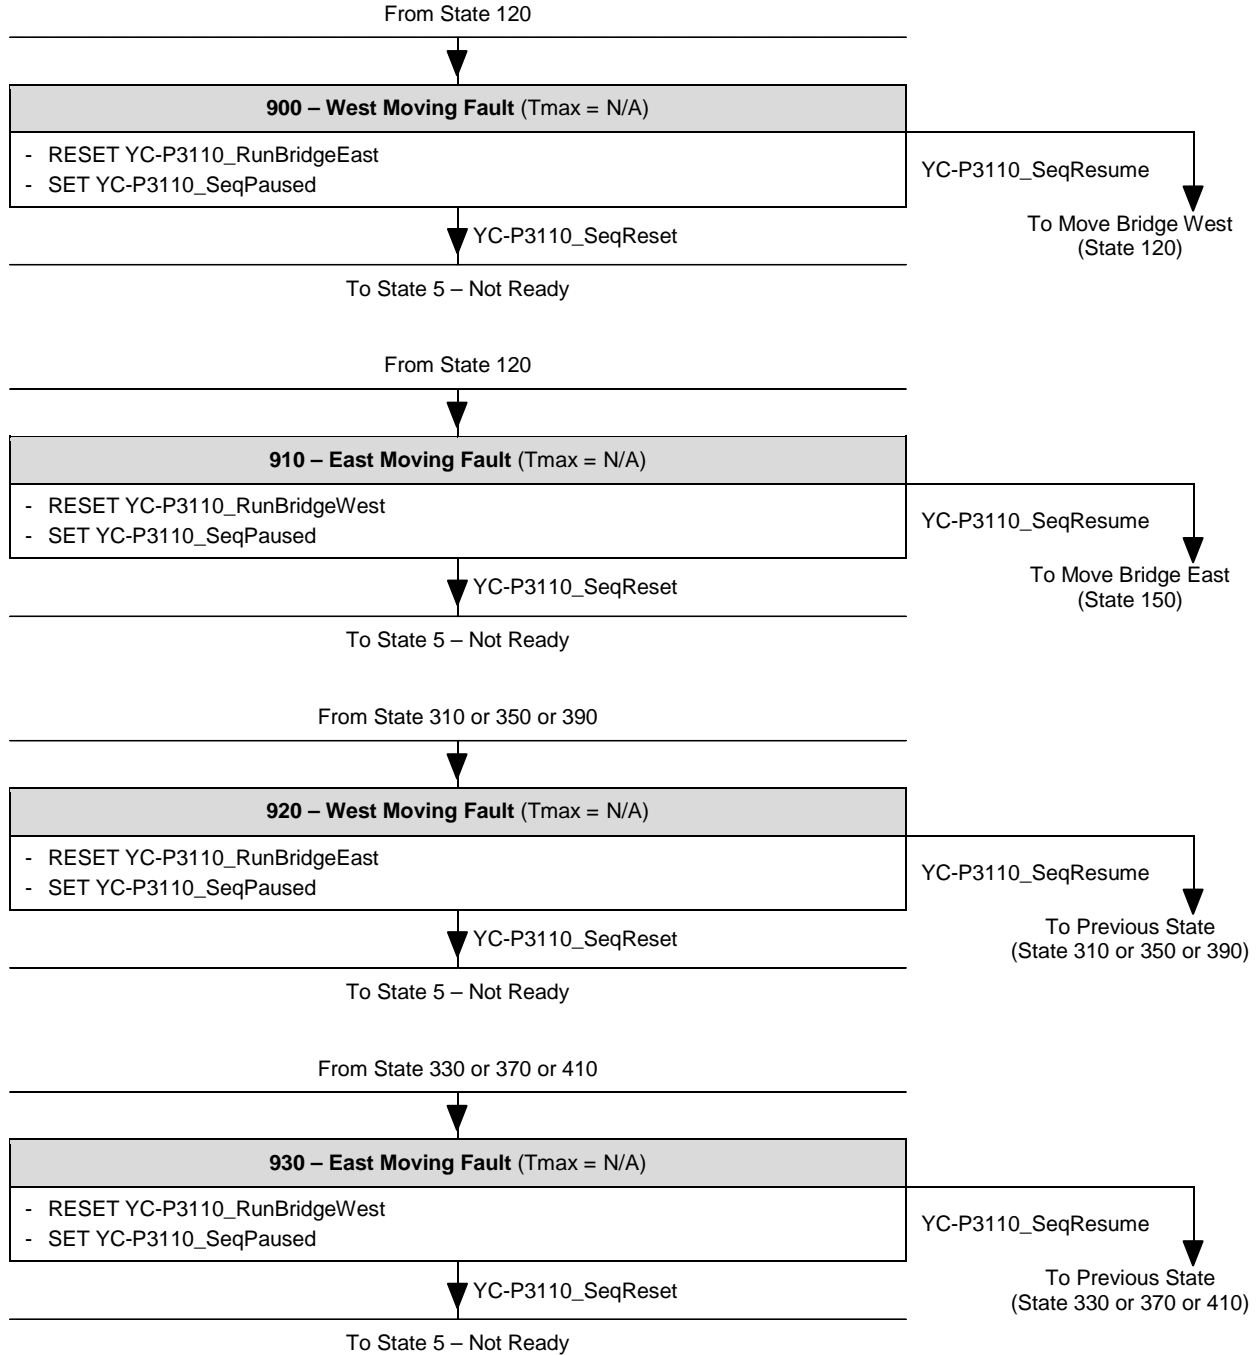 From State 120
900 – West Moving Fault (Tmax = N/A)
- RESET YC-P3110_RunBridgeEast
- SET YC-P3110_SeqPaused
YC-P3110_SeqResume
To Move Bridge West
(State 120)
YC-P3110_SeqReset
To State 5 – Not Ready
From State 120
910 – East Moving Fault (Tmax = N/A)
- RESET YC-P3110_RunBridgeWest
- SET YC-P3110_SeqPaused
YC-P3110_SeqResume
To Move Bridge East
(State 150)
YC-P3110_SeqReset
To State 5 – Not Ready
From State 310 or 350 or 390
920 – West Moving Fault (Tmax = N/A)
- RESET YC-P3110_RunBridgeEast
- SET YC-P3110_SeqPaused
YC-P3110_SeqResume
To Previous State
(State 310 or 350 or 390)
YC-P3110_SeqReset
To State 5 – Not Ready
From State 330 or 370 or 410
930 – East Moving Fault (Tmax = N/A)
- RESET YC-P3110_RunBridgeWest
- SET YC-P3110_SeqPaused
YC-P3110_SeqResume
To Previous State
(State 330 or 370 or 410)
YC-P3110_SeqReset
To State 5 – Not Ready